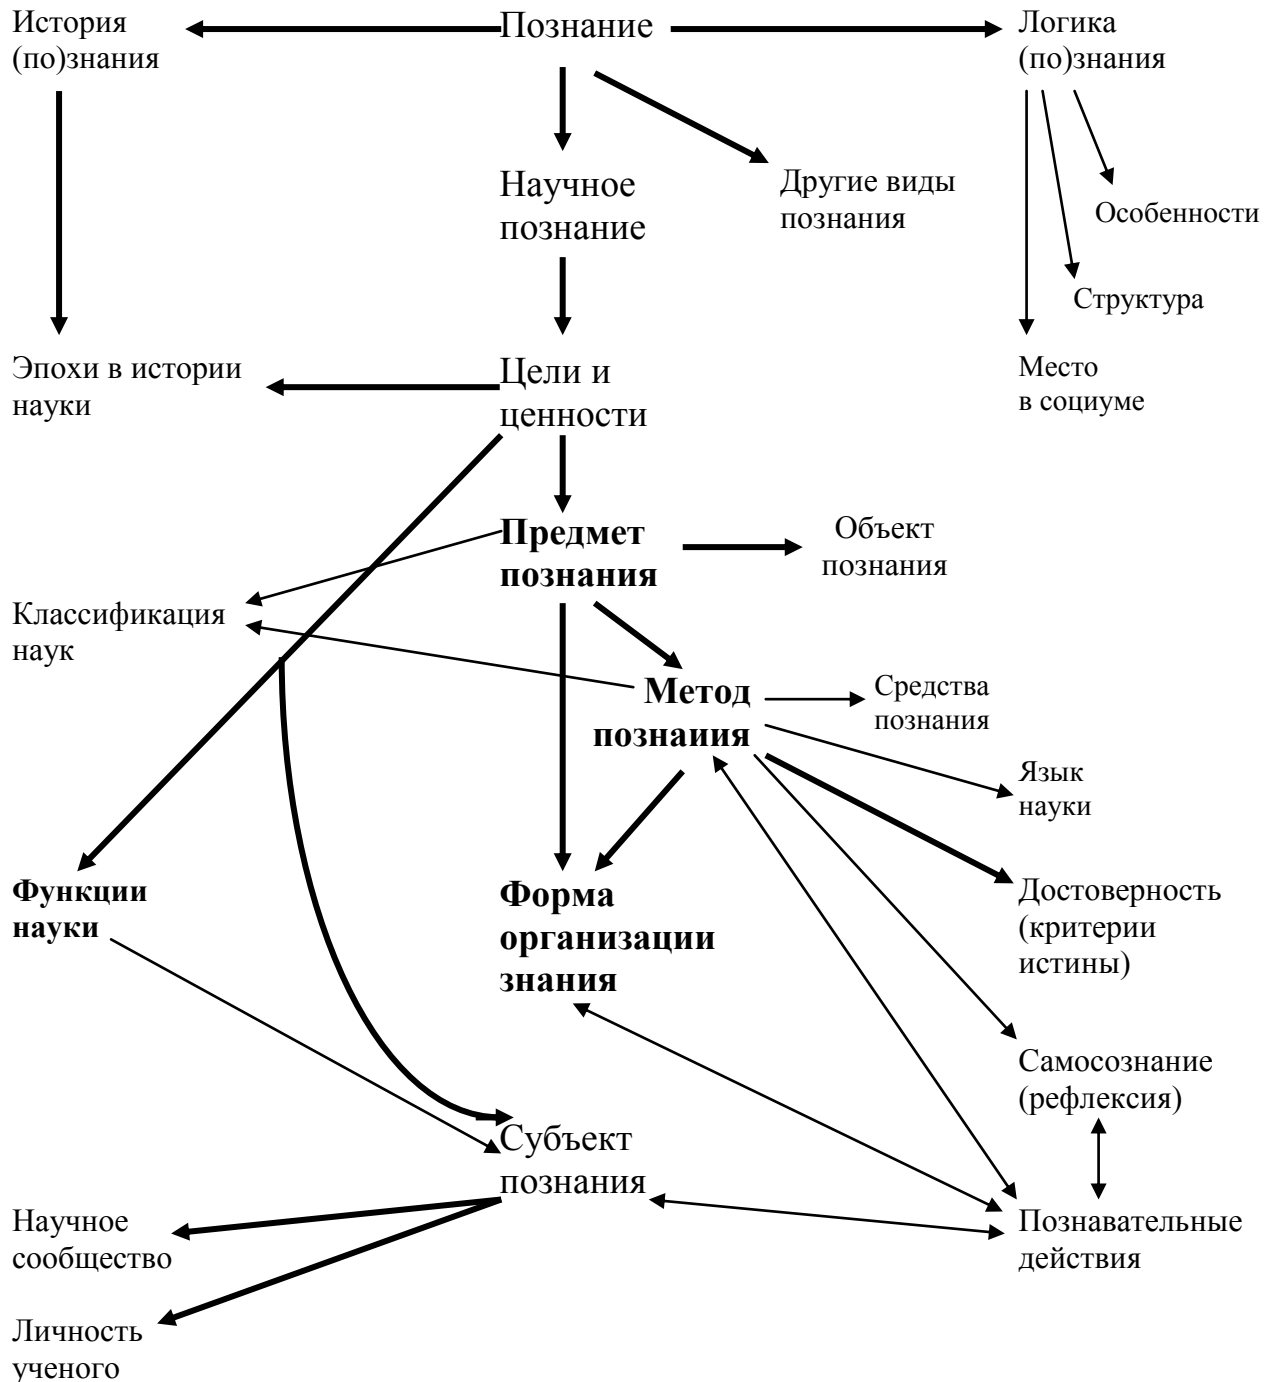 История
(по)знания
Познание
Логика
(по)знания
Научное
познание
Другие виды
познания
Особенности
Структура
Эпохи в истории
науки
Цели и
ценности
Место
в социуме
Предмет
познания
Объект
познания
Классификация
наук
Метод
познаиия
Средства
познания
Язык
науки
Функции
науки
Форма
организации
знания
Достоверность
(критерии
истины)
Самосознание
(рефлексия)
Субъект
познания
Научное
сообщество
Познавательные
действия
Личность
ученого